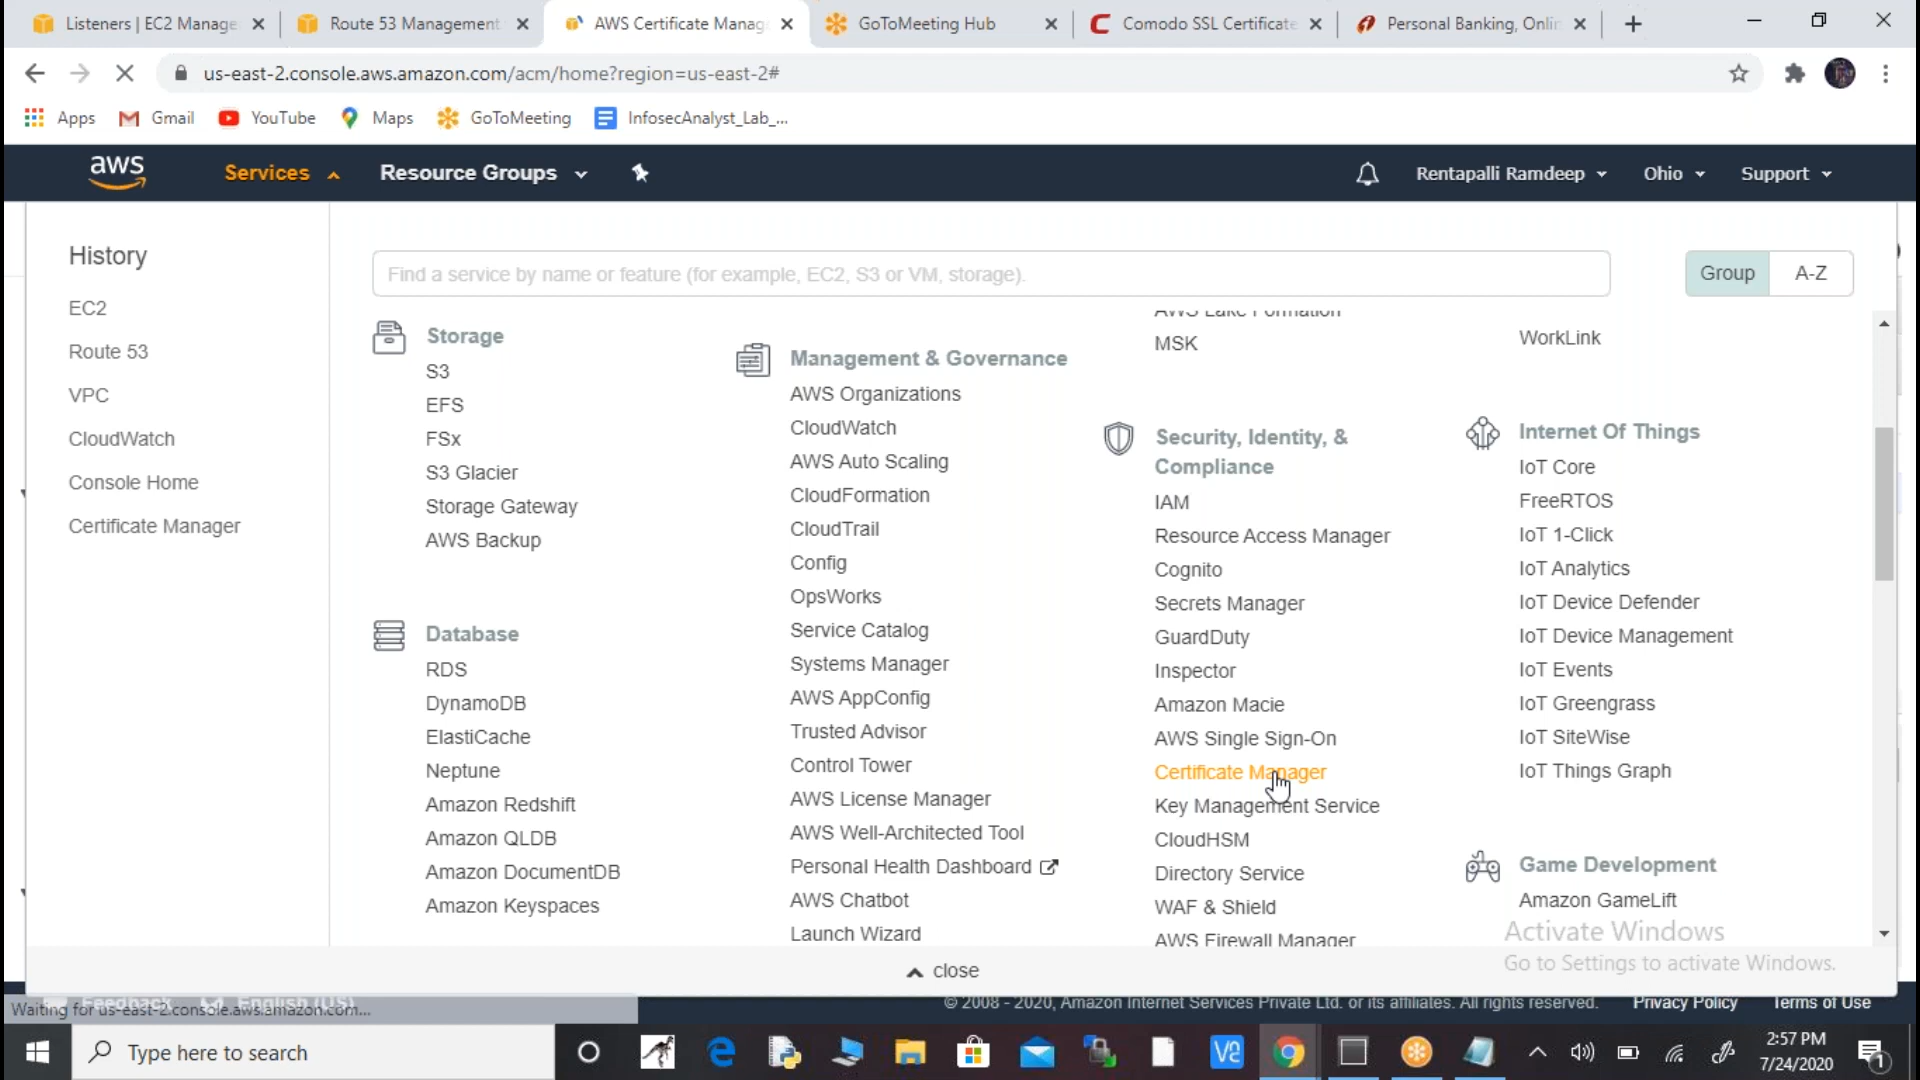 Listeners | EC2 Manage
Route 53 Management
AWS Certificate Manag
GoToMeeting Hub
Comodo SSL Certificate
Personal Banking, Onlin
us-east-2.console.aws.amazon.com/acm/home?region=us-east-2#
Apps
Gmail
YouTube
Maps
GoToMeeting
InfosecAnalyst_Lab_...
aws
Services
Resource Groups
Rentapalli Ramdeep
Ohio
Support
History
EC2
Route 53
VPC
CloudWatch
Console Home
Certificate Manager
Find a service by name or feature (for example, EC2, S3 or VM, storage).
Group
A-Z
Storage
S3
EFS
FSx
S3 Glacier
Storage Gateway
AWS Backup
Database
RDS
DynamoDB
ElastiCache
Neptune
Amazon Redshift
Amazon QLDB
Amazon DocumentDB
Amazon Keyspaces
Management & Governance
AWS Organizations
CloudWatch
AWS Auto Scaling
CloudFormation
CloudTrail
Config
OpsWorks
Service Catalog
Systems Manager
AWS AppConfig
Trusted Advisor
Control Tower
AWS License Manager
AWS Well-Architected Tool
Personal Health Dashboard
AWS Chatbot
Launch Wizard
AWS Lake Formation
MSK
Security, Identity, &
Compliance
IAM
Resource Access Manager
Cognito
Secrets Manager
GuardDuty
Inspector
Amazon Macie
AWS Single Sign-On
Certificate Manager
Key Management Service
CloudHSM
Directory Service
WAF & Shield
AWS Firewall Manager
WorkLink
Internet Of Things
IoT Core
FreeRTOS
IoT 1-Click
IoT Analytics
IoT Device Defender
IoT Device Management
IoT Events
IoT Greengrass
IoT SiteWise
IoT Things Graph
Game Development
Amazon GameLift
Activate Windows
Go to Settings to activate Windows.
close
Feedback
English (US)
Waiting for us-east-2.console.aws.amazon.com...
© 2008 - 2020, Amazon Internet Services Private Ltd. or its affiliates. All rights reserved.
Privacy Policy
Terms of Use
Type here to search
2:57 PM
7/24/2020
1